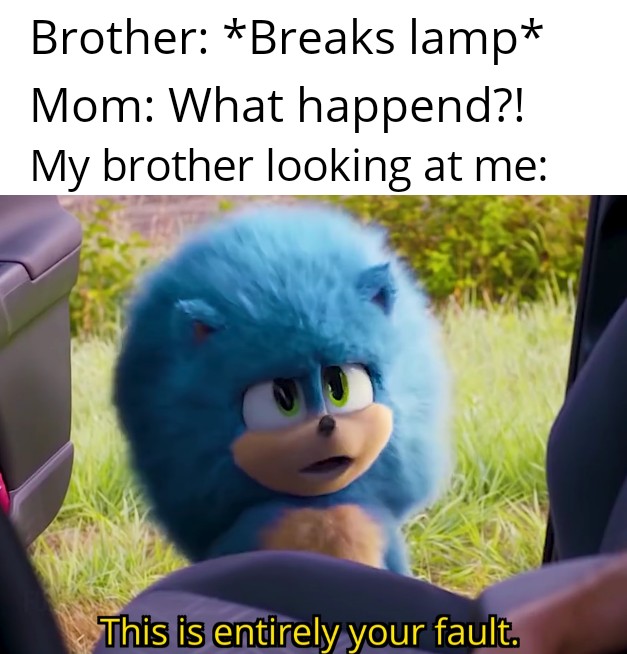 Brother: *Breaks lamp*
Mom: What happend?!
My brother looking at me:
This is entirely your fault.